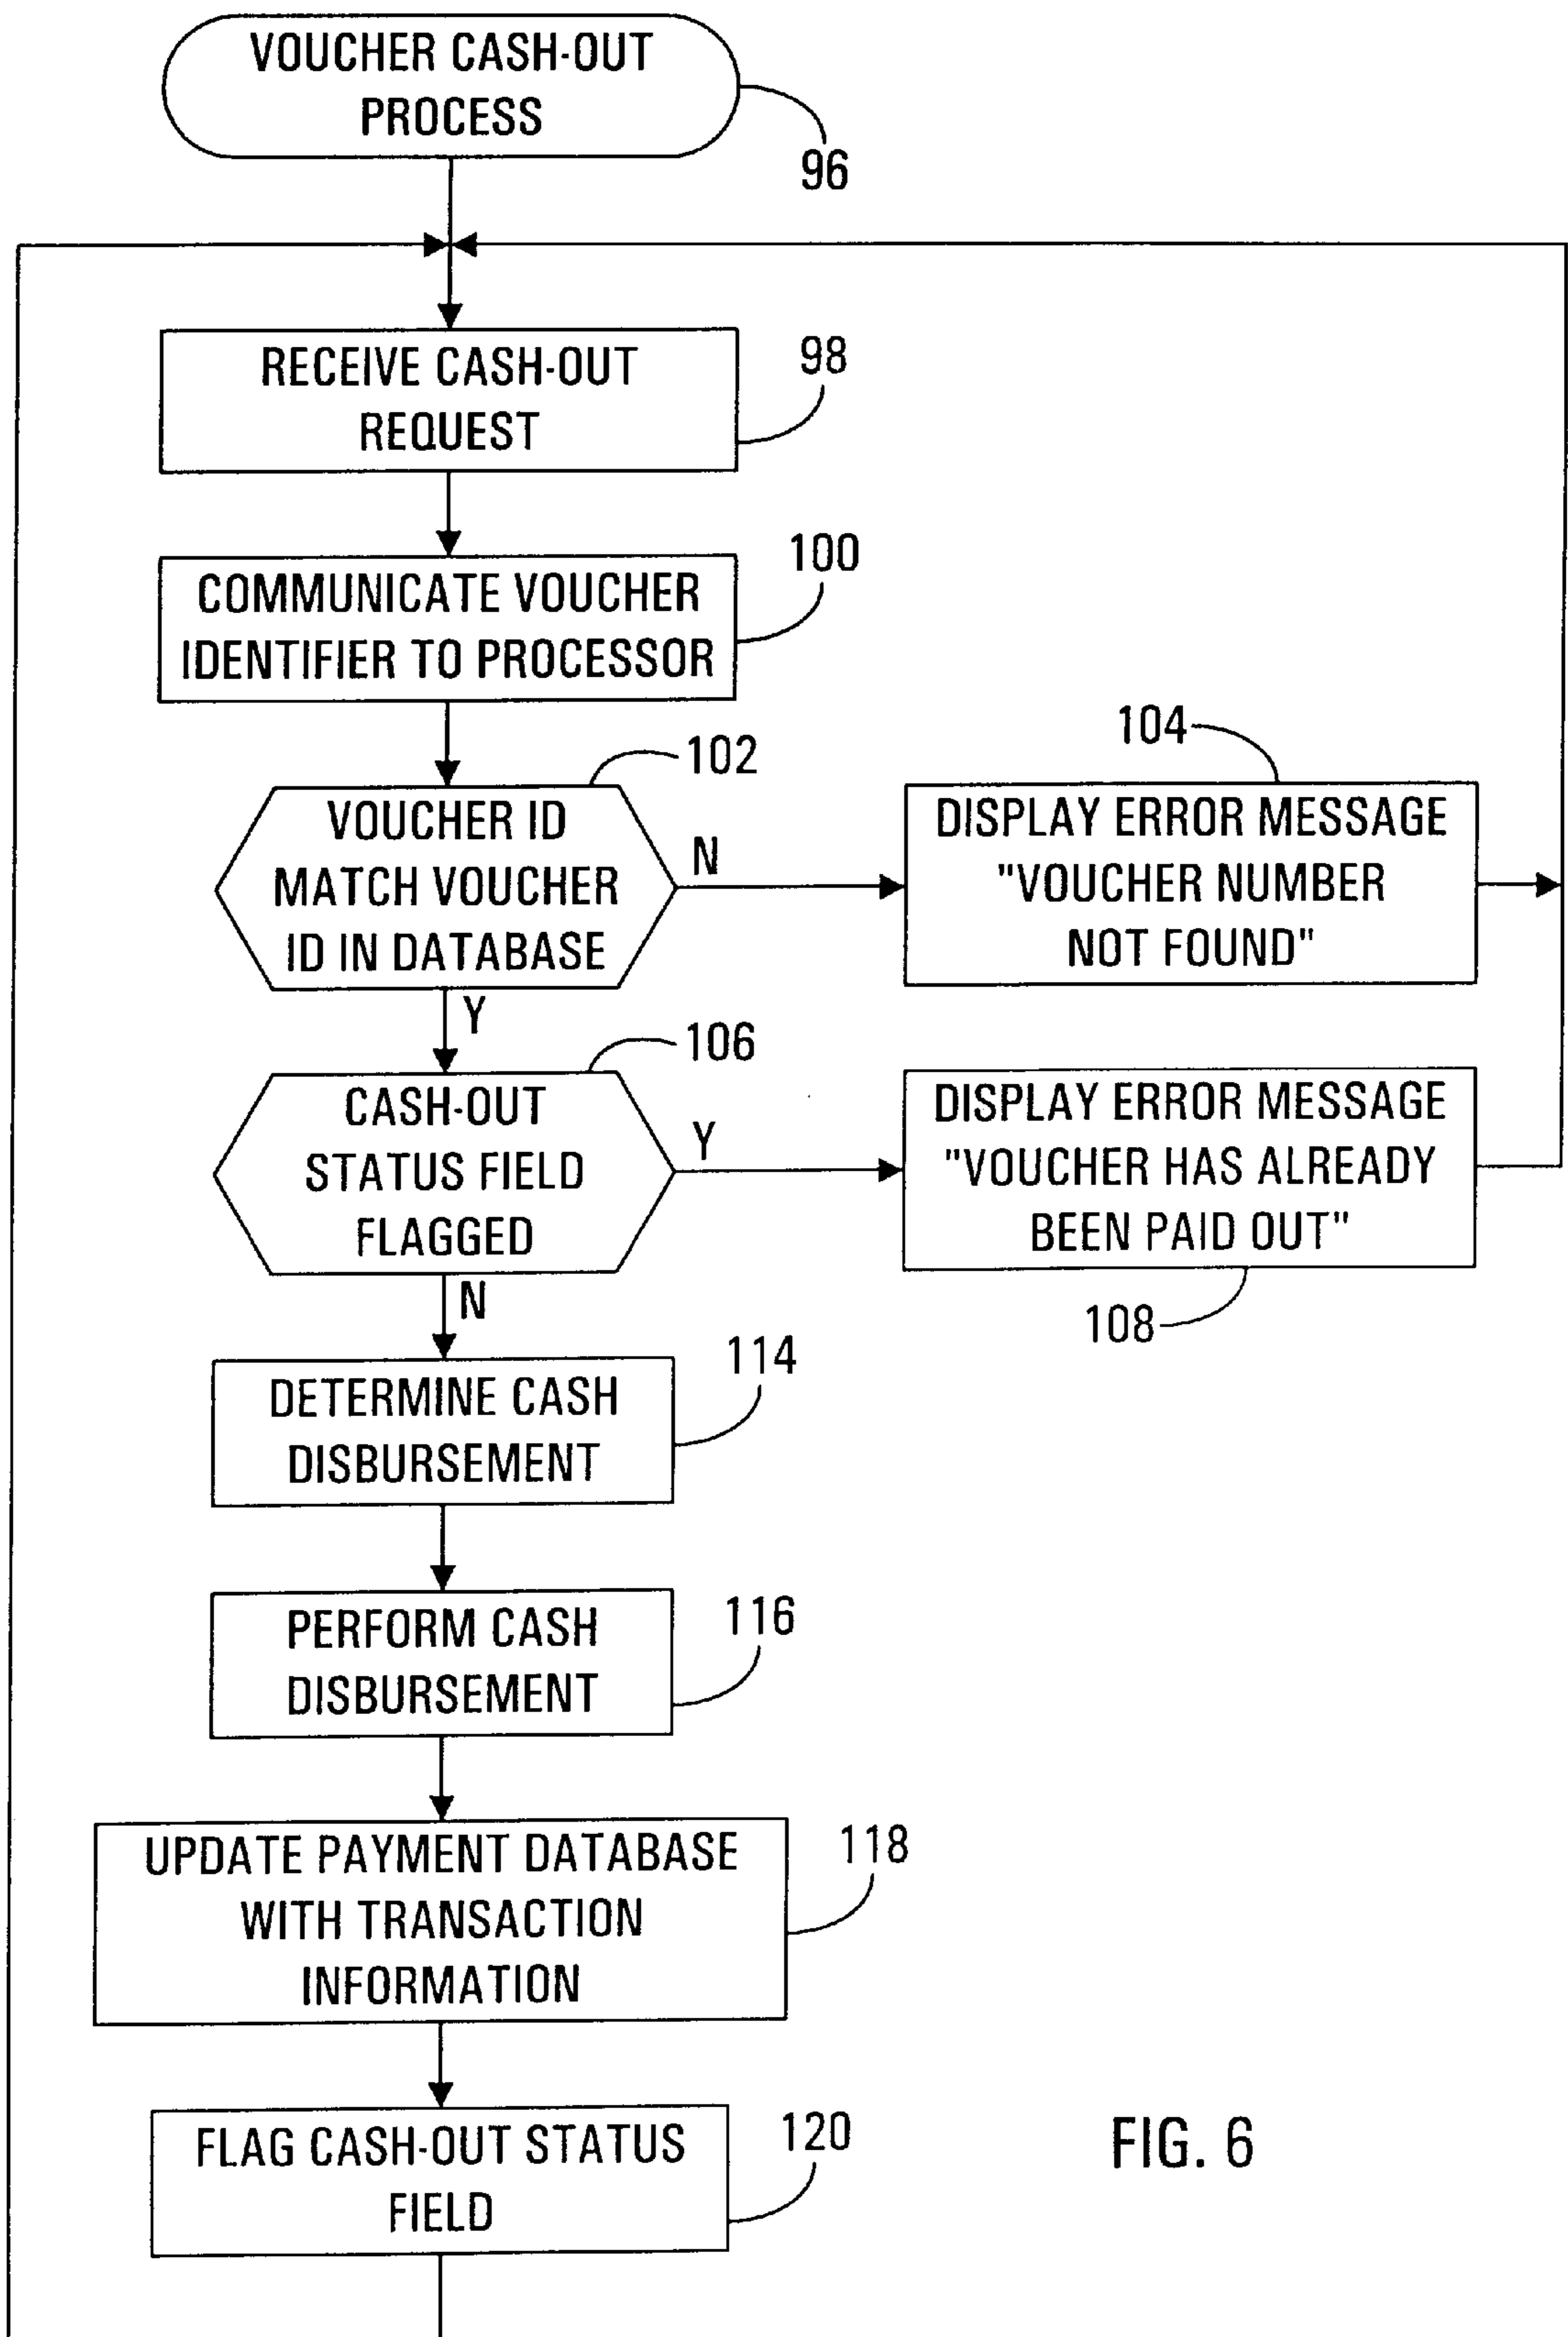 VOUCHER CASH-OUT
PROCESS
96
RECEIVE CASH-OUT
REQUEST
98
100
COMMUNICATE VOUCHER
IDENTIFIER TO PROCESSOR
102
VOUCHER ID
MATCH VOUCHER
ID IN DATABASE
N
Y
104
DISPLAY ERROR MESSAGE
"VOUCHER NUMBER
NOT FOUND"
106
CASH-OUT
STATUS FIELD
FLAGGED
Y
N
DISPLAY ERROR MESSAGE
"VOUCHER HAS ALREADY
BEEN PAID OUT"
108
114
DETERMINE CASH
DISBURSEMENT
PERFORM CASH
DISBURSEMENT
116
UPDATE PAYMENT DATABASE
WITH TRANSACTION
INFORMATION
118
FLAG CASH-OUT STATUS
FIELD
120
FIG. 6